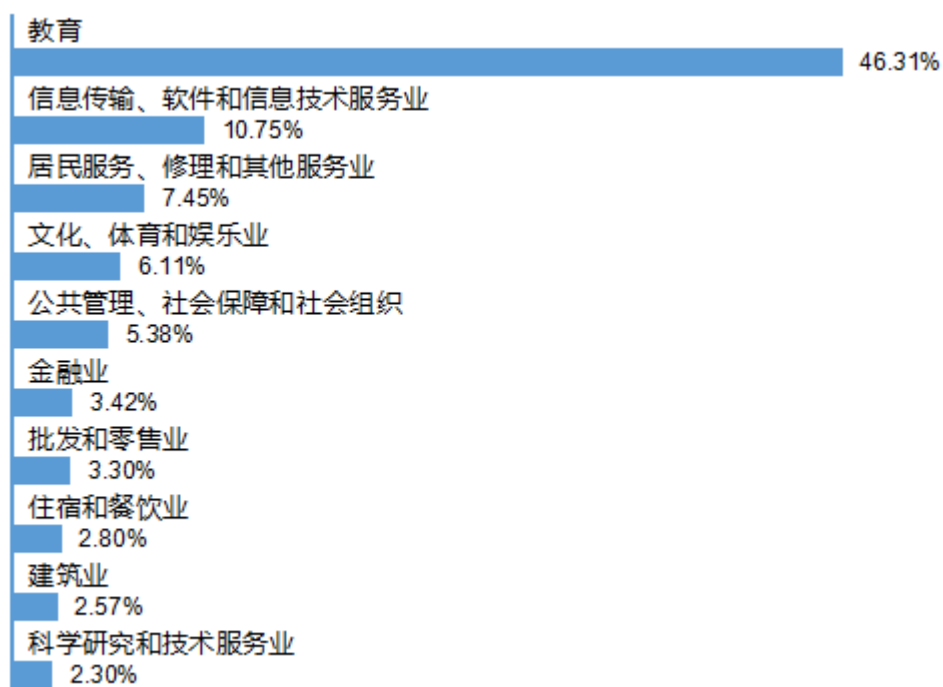 教育
46.31%
信息传输、软件和信息技术服务业
10.75%
居民服务、修理和其他服务业
7.45%
文化、体育和娱乐业
6.11%
公共管理、社会保障和社会组织
5.38%
金融业
3.42%
批发和零售业
3.30%
住宿和餐饮业
2.80%
建筑业
2.57%
科学研究和技术服务业
2.30%